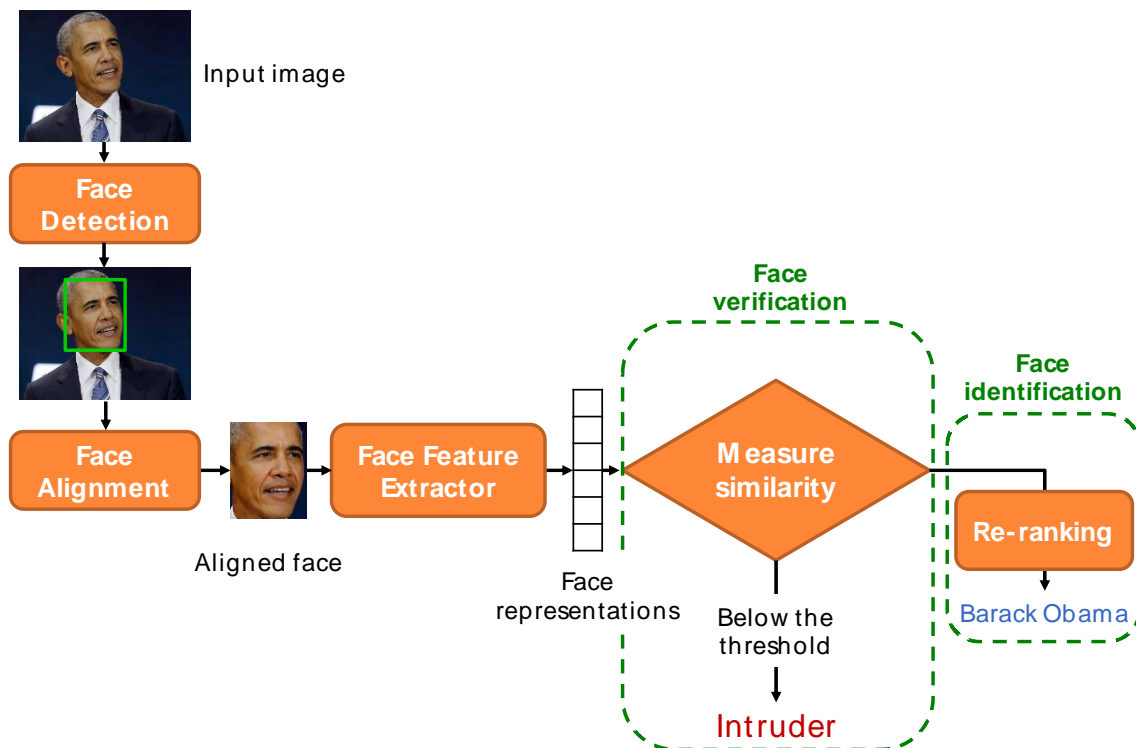 Input image
Face
Detection
Face
Alignment
Aligned face
Face Feature
Extractor
Face
representations
Face
verification
Measure
similarity
Below the
threshold
Intruder
Face
identification
Re-ranking
Barack Obama